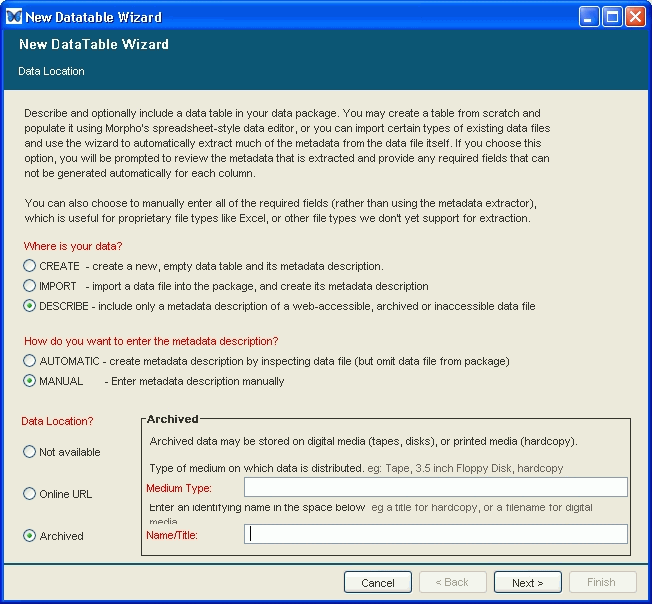 New Datatable Wizard
New DataTable Wizard
Data Location
Describe and optionally include a data table in your data package. You may create a table from scratch and
populate it using Morpho's spreadsheet-style data editor, or you can import certain types of existing data files
and use the wizard to automatically extract much of the metadata from the data file itself. If you choose this
option, you will be prompted to review the metadata that is extracted and provide any required fields that can
not be generated automatically for each column.
You can also choose to manually enter all of the required fields (rather than using the metadata extractor),
which is useful for proprietary file types like Excel, or other file types we don't yet support for extraction.
Where is your data?
CREATE - create a new, empty data table and its metadata description.
IMPORT - import a data file into the package, and create its metadata description
DESCRIBE - include only a metadata description of a web-accessible, archived or inaccessible data file
How do you want to enter the metadata description?
AUTOMATIC - create metadata description by inspecting data file (but omit data file from package)
MANUAL - Enter metadata description manually
Data Location?
Not available
Online URL
Archived
Archived
Archived data may be stored on digital media (tapes, disks), or printed media (hardcopy).
Type of medium on which data is distributed. eg: Tape, 3.5 inch Floppy Disk, hardcopy
Medium Type:
Enter an identifying name in the space below eg a title for hardcopy, or a filename for digital
media
Name/Title:
Cancel
< Back
Next >
Finish